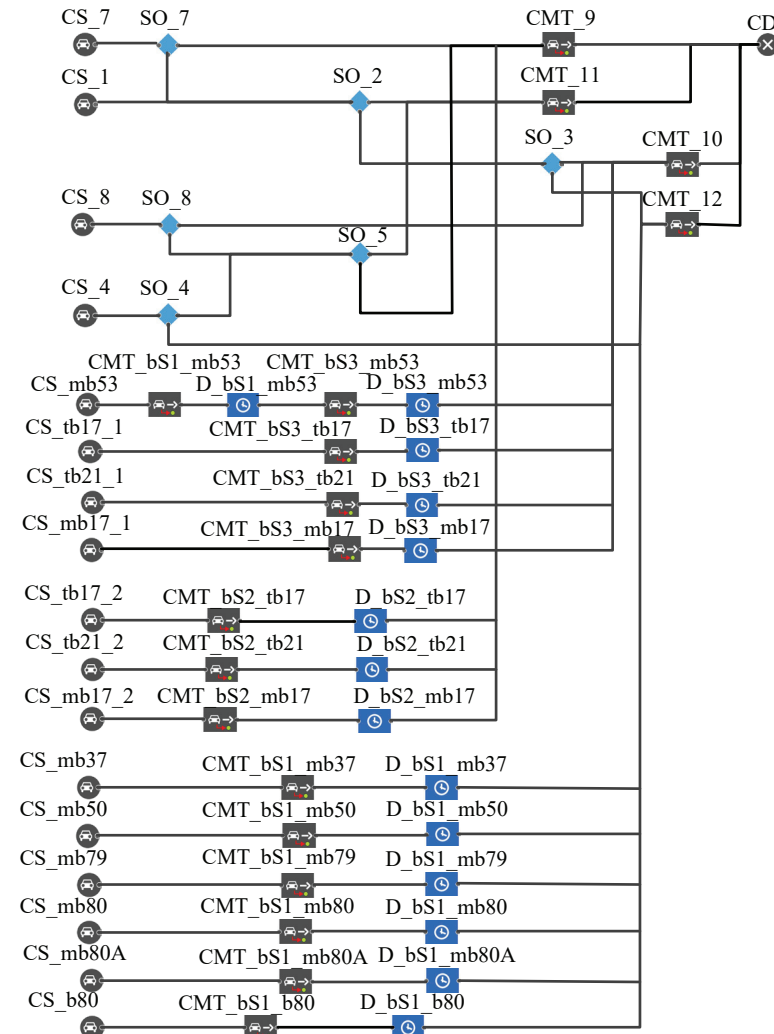 CS_7 SO_7 CMT_9 CD
CS_1 SO_2 CMT_11
SO_3 CMT_10
CS_8 SO_8 CMT_12
SO_5
CS_4 SO_4
CMT_bS1_mb53 CMT_bS3_mb53
CS_mb53 D_bS1_mb53 D_bS3_mb53
CS_tb17_1 CMT_bS3_tb17 D_bS3_tb17
CS_tb21_1 CMT_bS3_tb21 D_bS3_tb21
CS_mb17_1 CMT_bS3_mb17 D_bS3_mb17
CS_tb17_2 CMT_bS2_tb17 D_bS2_tb17
CS_tb21_2 CMT_bS2_tb21 D_bS2_tb21
CS_mb17_2 CMT_bS2_mb17 D_bS2_mb17
CS_mb37 CMT_bS1_mb37 D_bS1_mb37
CS_mb50 CMT_bS1_mb50 D_bS1_mb50
CS_mb79 CMT_bS1_mb79 D_bS1_mb79
CS_mb80 CMT_bS1_mb80 D_bS1_mb80
CS_mb80A CMT_bS1_mb80A D_bS1_mb80A
CS_b80 CMT_bS1_b80 D_bS1_b80